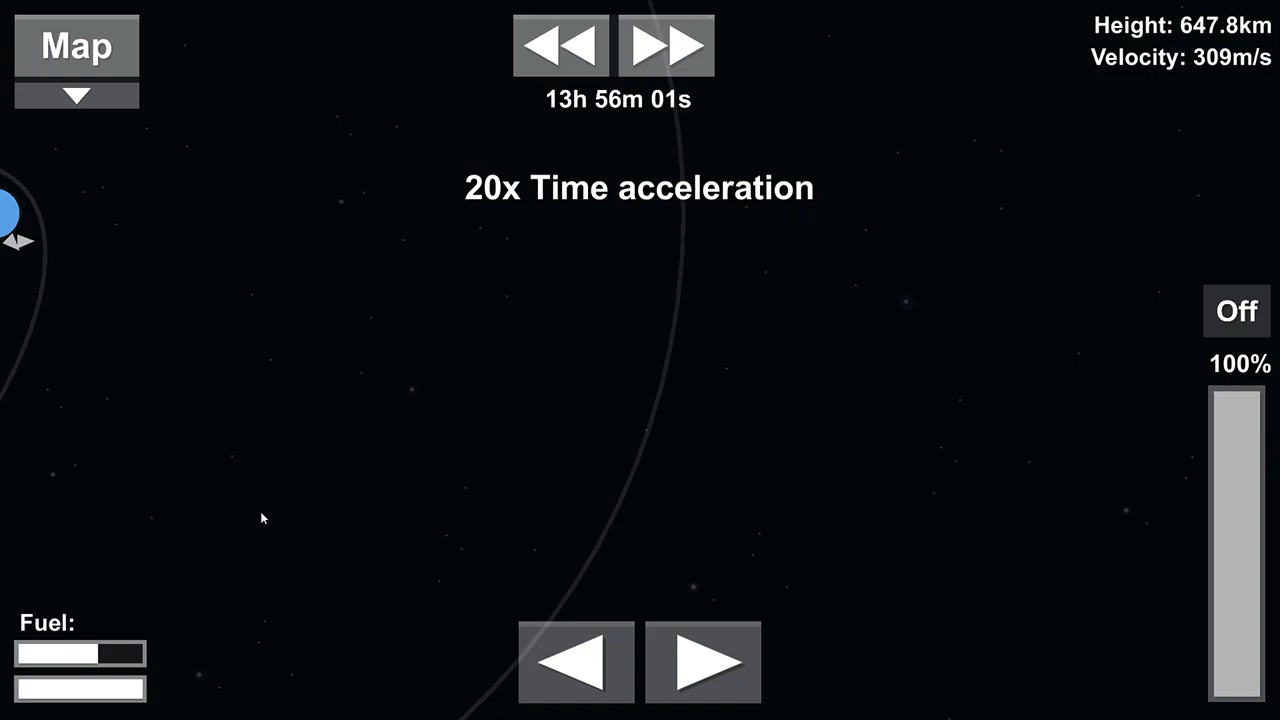 Map
Height: 647.8km
Velocity: 309m/s
13h 56m 01s
20x Time acceleration
Off
100%
Fuel: